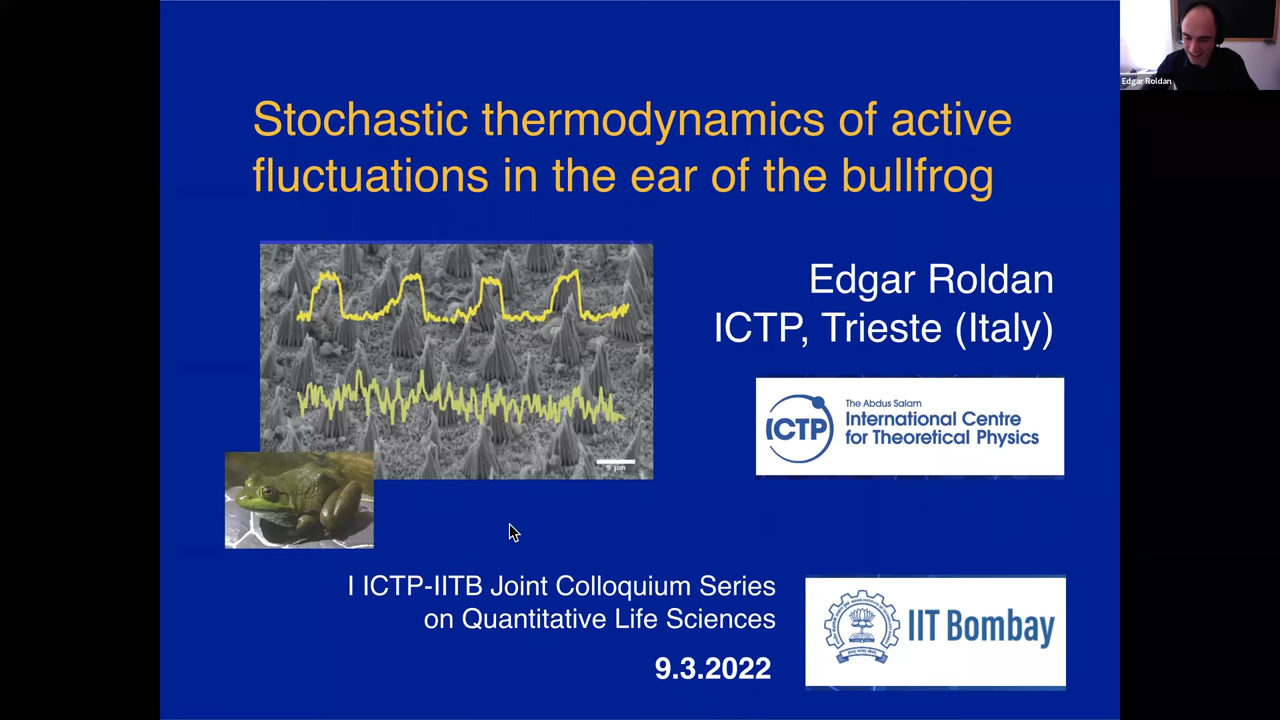 Edgar Roldan
Stochastic thermodynamics of active
fluctuations in the ear of the bullfrog
5 µm
Edgar Roldan
ICTP, Trieste (Italy)
ICTP
The Abdus Salam
International Centre
for Theoretical Physics
I ICTP-IITB Joint Colloquium Series
on Quantitative Life Sciences
9.3.2022
IIT Bombay